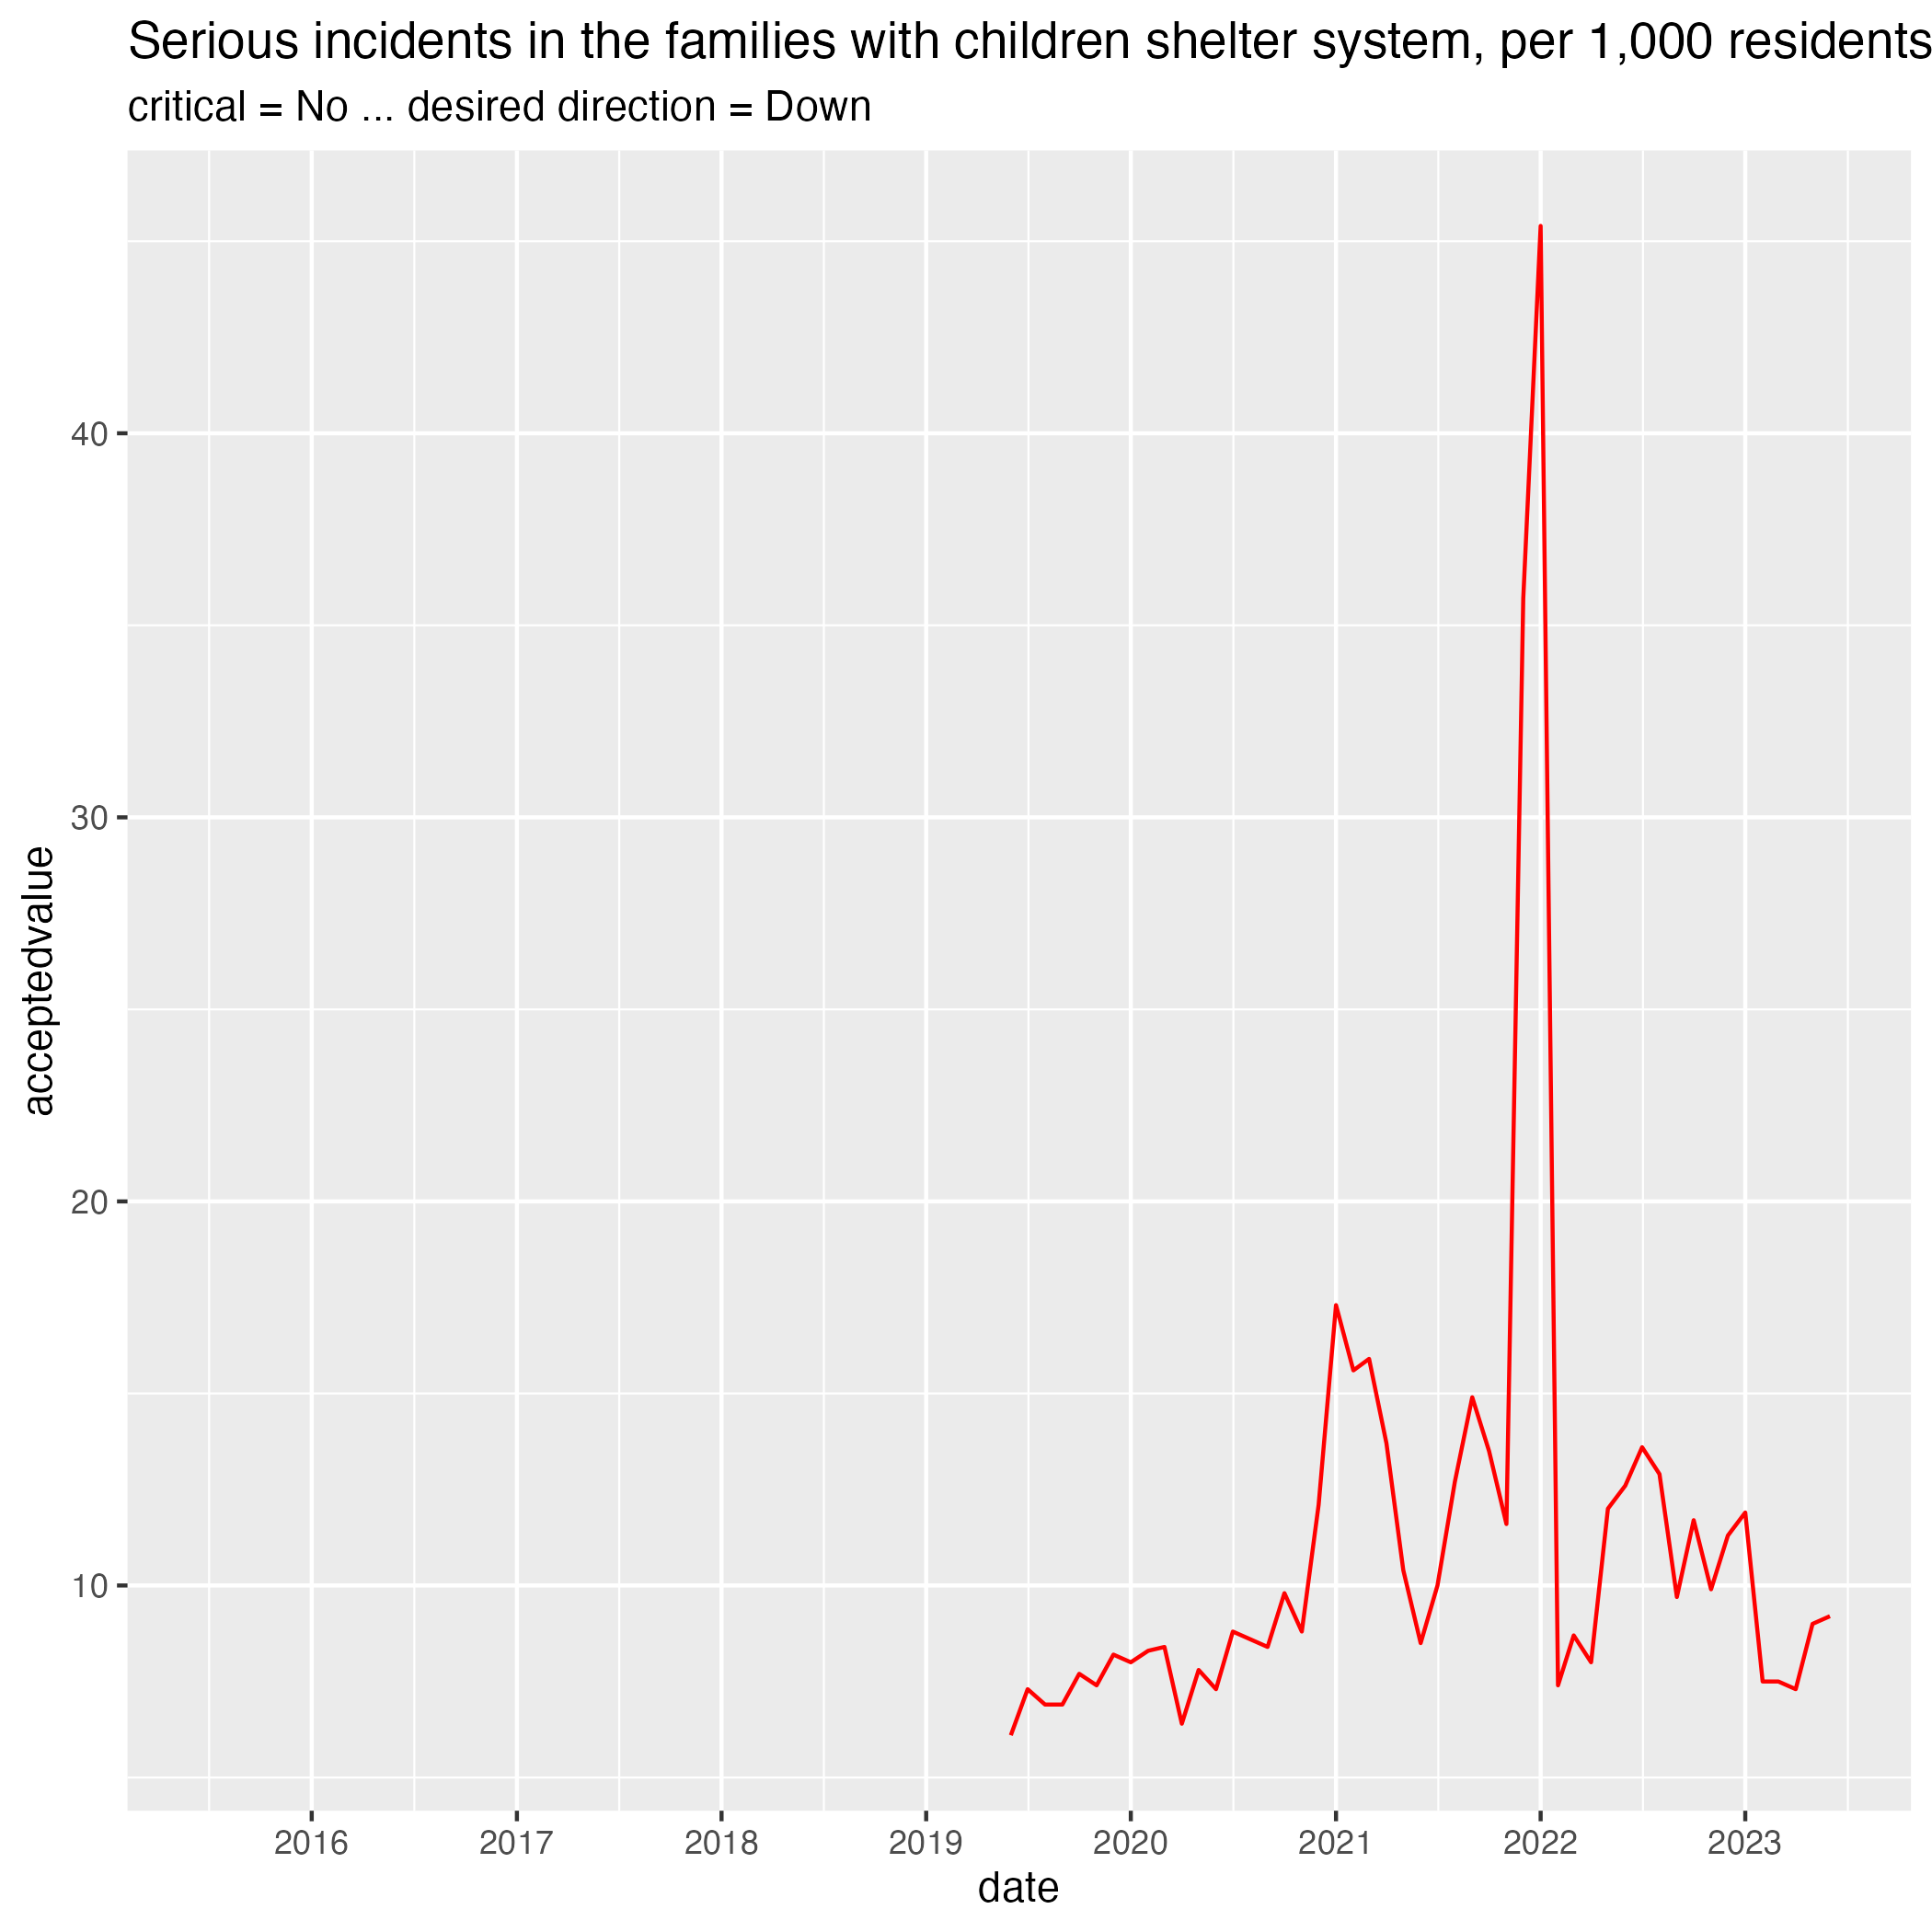 Serious incidents in the families with children shelter system, per 1,000 residents
critical = No ... desired direction = Down
acceptedvalue
40
30
20
10
2016 2017 2018 2019 2020 2021 2022 2023
date